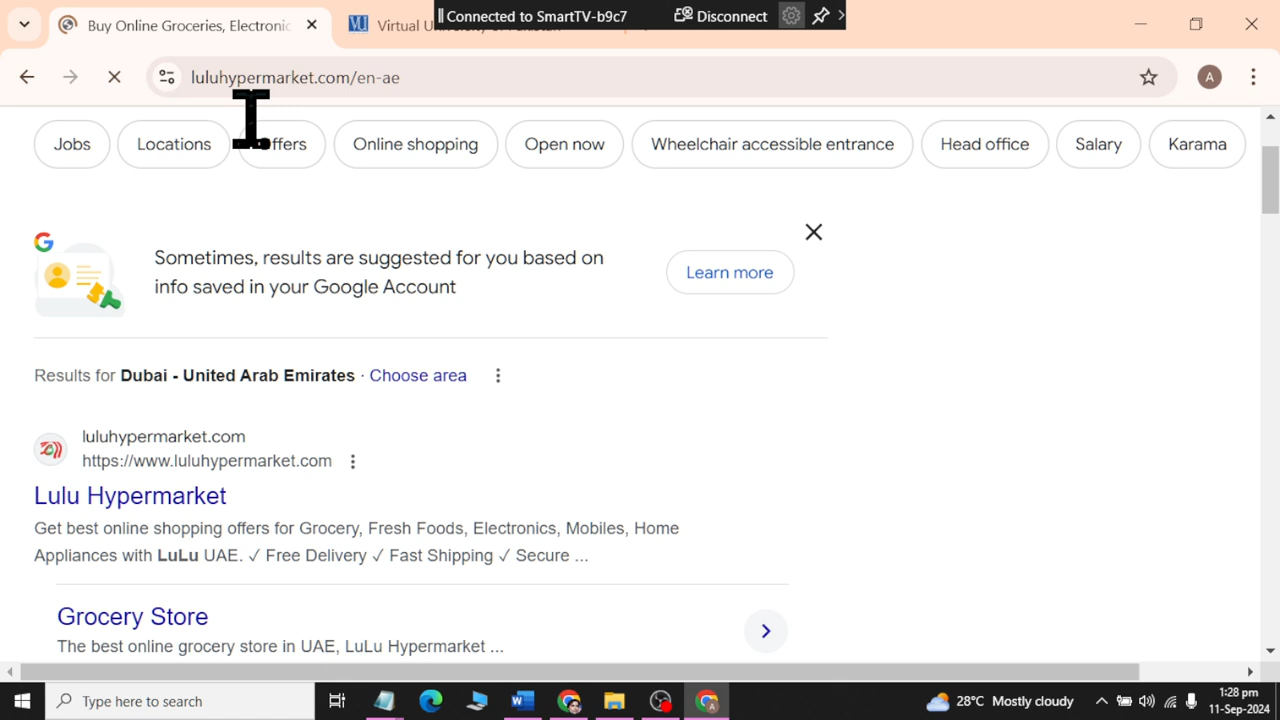 Buy Online Groceries, Electronic
Connected to SmartTV-b9c7
Disconnect
luluhypermarket.com/en-ae
A
Jobs
Locations
Offers
Online shopping
Open now
Wheelchair accessible entrance
Head office
Salary
Karama
Sometimes, results are suggested for you based on
info saved in your Google Account
Learn more
Results for Dubai - United Arab Emirates · Choose area
luluhypermarket.com
https://www.luluhypermarket.com
Lulu Hypermarket
Get best online shopping offers for Grocery, Fresh Foods, Electronics, Mobiles, Home
Appliances with LuLu UAE. ✓ Free Delivery ✓ Fast Shipping ✓ Secure ...
Grocery Store
The best online grocery store in UAE, LuLu Hypermarket ...
Type here to search
28°C Mostly cloudy
1:28 pm
11-Sep-2024